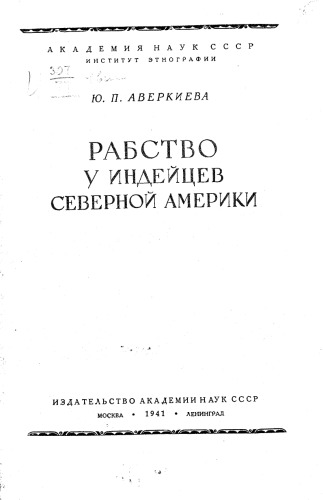 АКАДЕМИЯ НАУК СССР
ИНСТИТУТ ЭТНОГРАФИИ
Ю. П. АВЕРКИЕВА
РАБСТВО
У ИНДЕЙЦЕВ
СЕВЕРНОЙ АМЕРИКИ
ИЗДАТЕЛЬСТВО АКАДЕМИИ НАУК СССР
МОСКВА • 1941 • ЛЕНИНГРАД